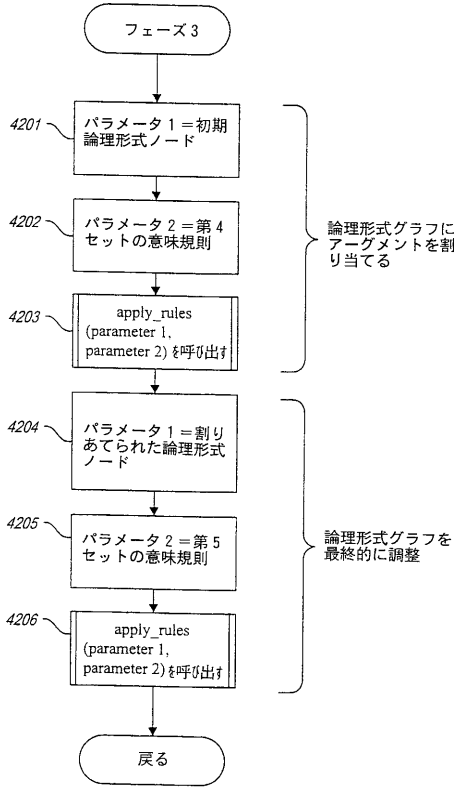 フェーズ3
4201
パラメータ1＝初期
論理形式ノード
4202
パラメータ2＝第4
セットの意味規則
4203
apply_rules
(parameter 1,
parameter 2) を呼び出す
論理形式グラフに
アーグメントを割
り当てる
4204
パラメータ1＝割り
あてられた論理形式
ノード
4205
パラメータ2＝第5
セットの意味規則
4206
apply_rules
(parameter 1,
parameter 2) を呼び出す
論理形式グラフを
最終的に調整
戻る